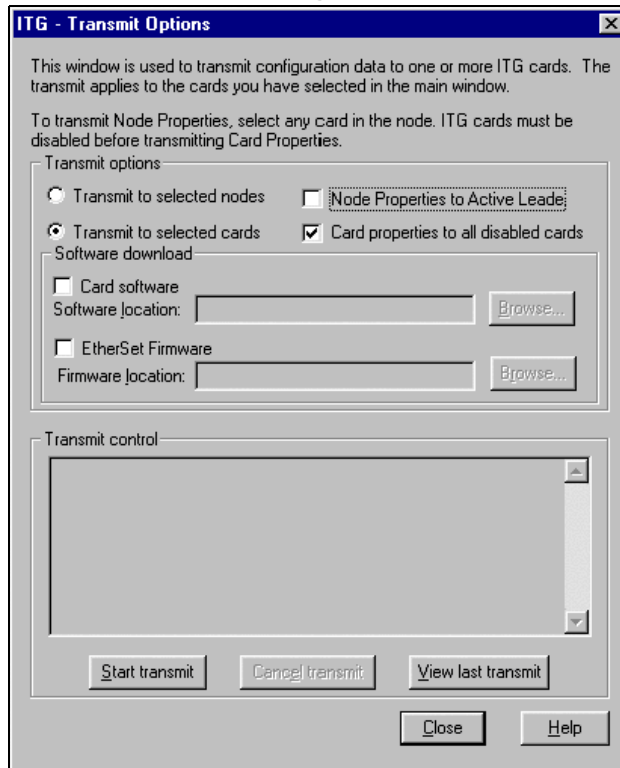 ITG - Transmit Options
This window is used to transmit configuration data to one or more ITG cards. The
transmit applies to the cards you have selected in the main window.
To transmit Node Properties, select any card in the node. ITG cards must be
disabled before transmitting Card Properties.
Transmit options
Transmit to selected nodes
Node Properties to Active Leade
Transmit to selected cards
Card properties to all disabled cards
Software download
Card software
Software location:
Browse...
EtherSet Firmware
Firmware location:
Browse...
Transmit control
Start transmit
Cancel transmit
View last transmit
Close
Help